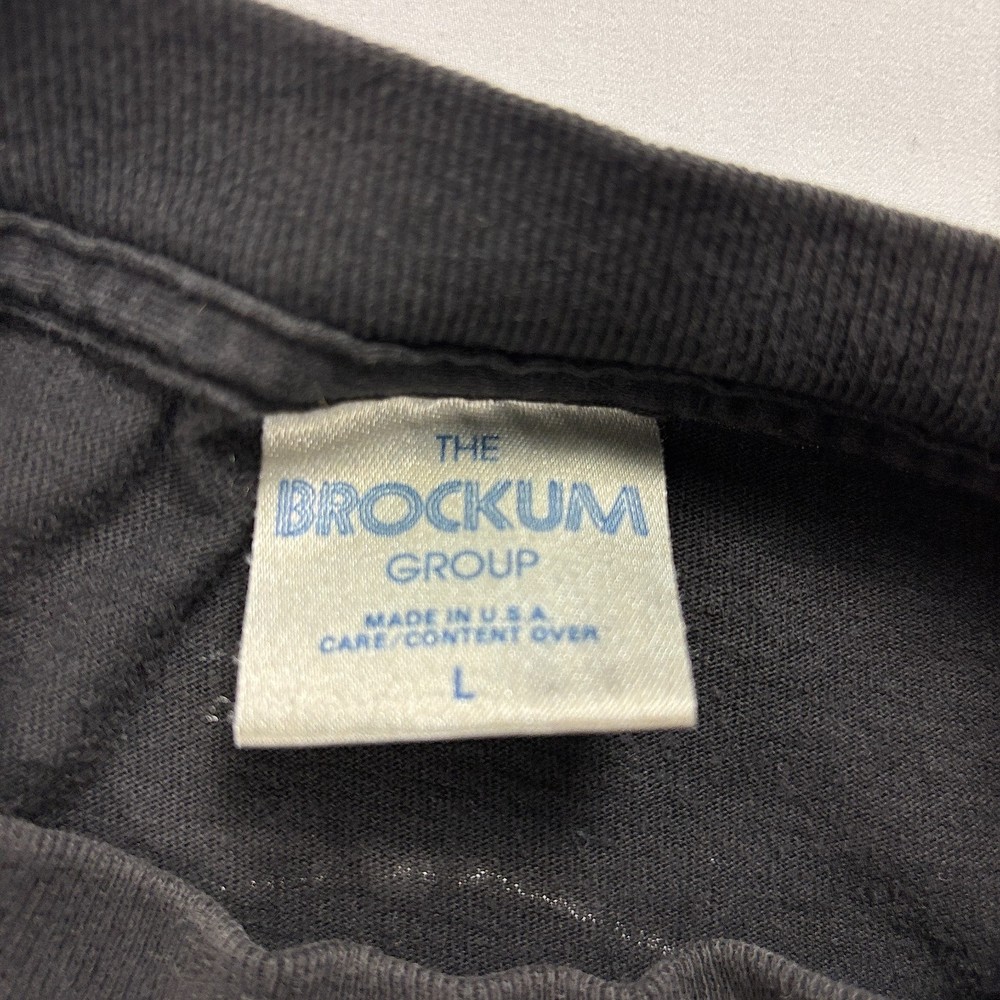 THE
BROCKUM
GROUP
MADE IN U.S.A.
CARE/CONTENT OVER
L